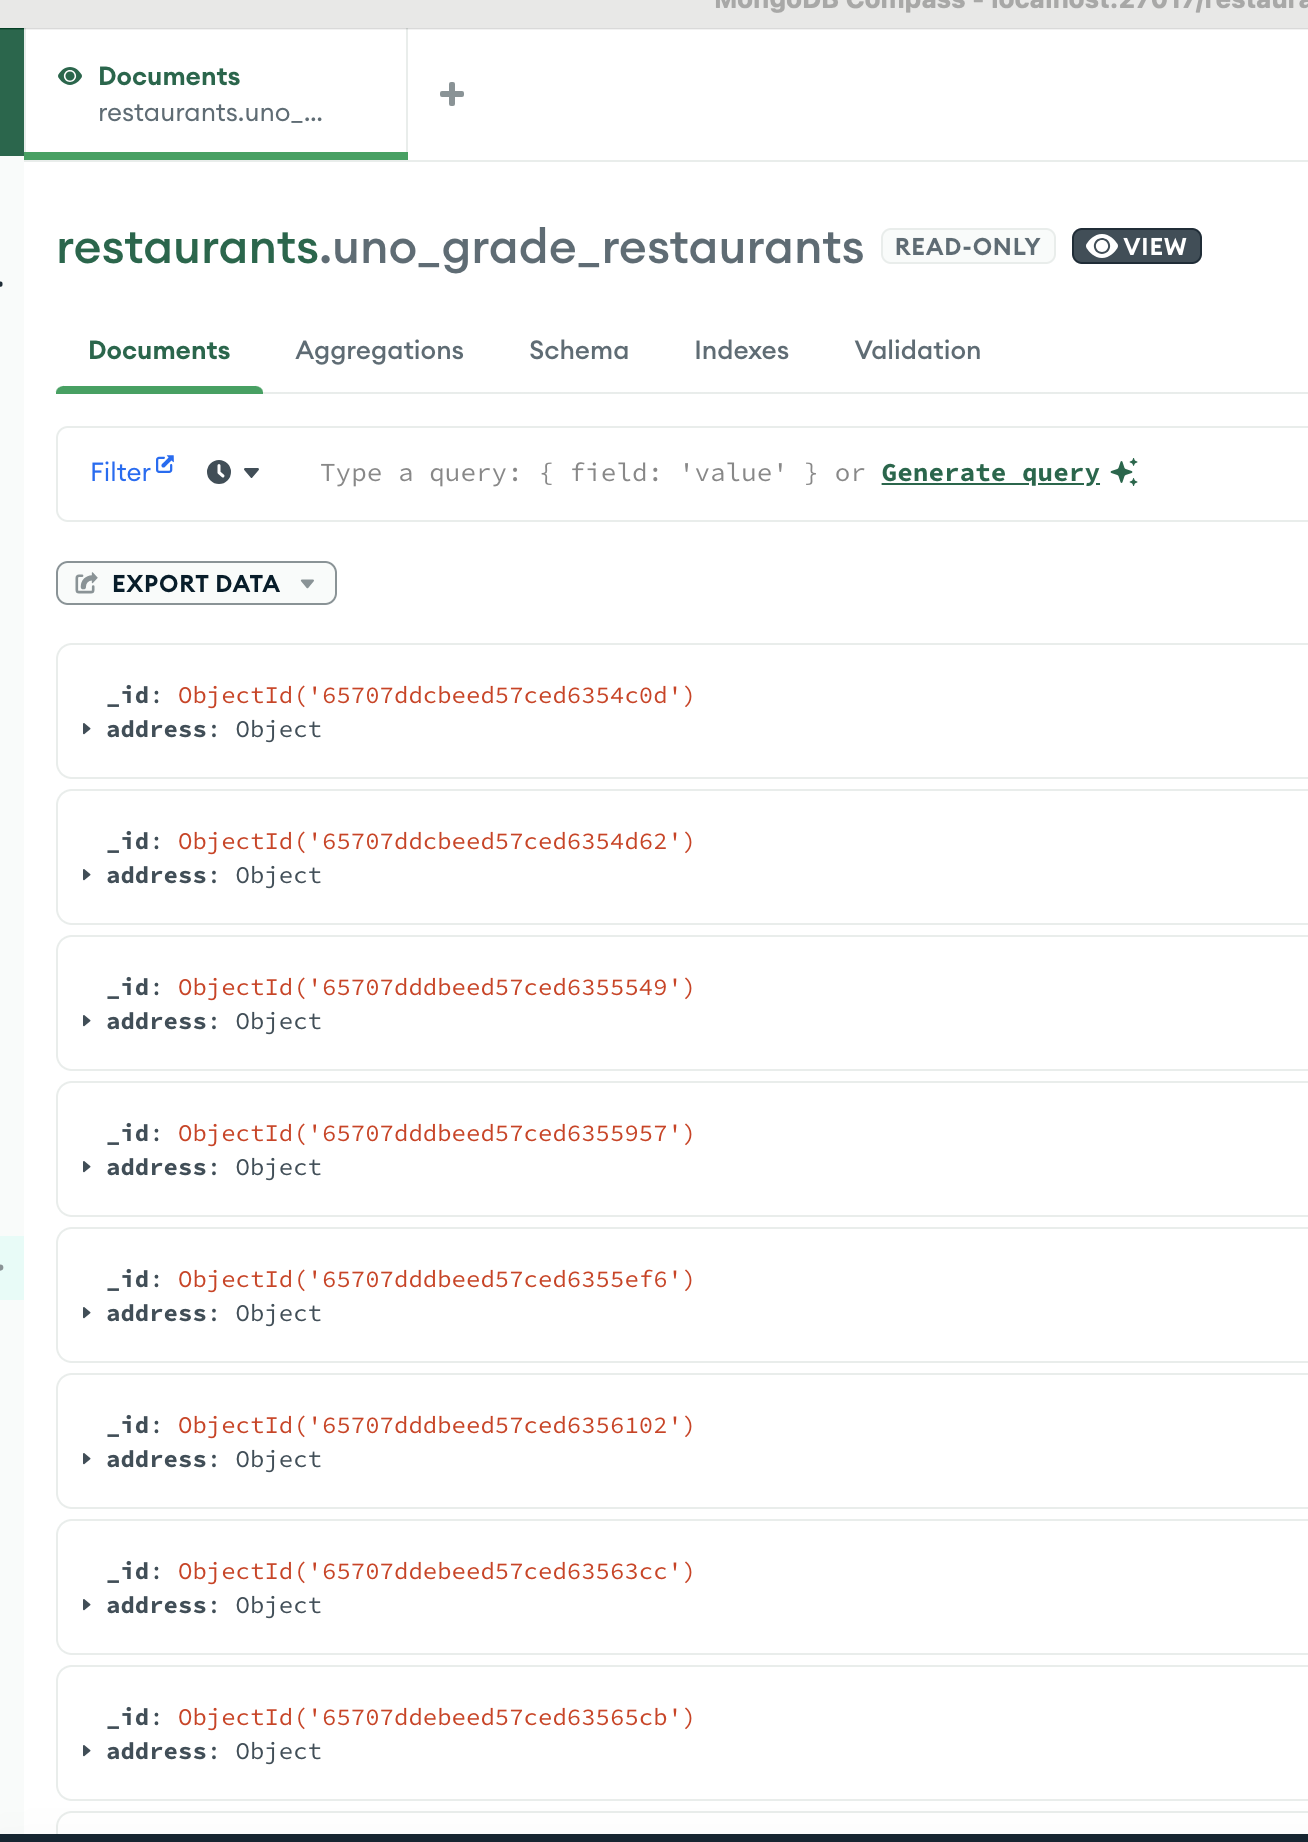 MongoDB Compass - localhost:27017/restaura
Documents
restaurants.uno_...
restaurants.uno_grade_restaurants READ-ONLY VIEW
Documents Aggregations Schema Indexes Validation
Filter Type a query: { field: 'value' } or Generate query
EXPORT DATA
_id: ObjectId('65707ddcbeed57ced6354c0d')
address: Object
_id: ObjectId('65707ddcbeed57ced6354d62')
address: Object
_id: ObjectId('65707dddbeed57ced6355549')
address: Object
_id: ObjectId('65707dddbeed57ced6355957')
address: Object
_id: ObjectId('65707dddbeed57ced6355ef6')
address: Object
_id: ObjectId('65707dddbeed57ced6356102')
address: Object
_id: ObjectId('65707ddebeed57ced63563cc')
address: Object
_id: ObjectId('65707ddebeed57ced63565cb')
address: Object